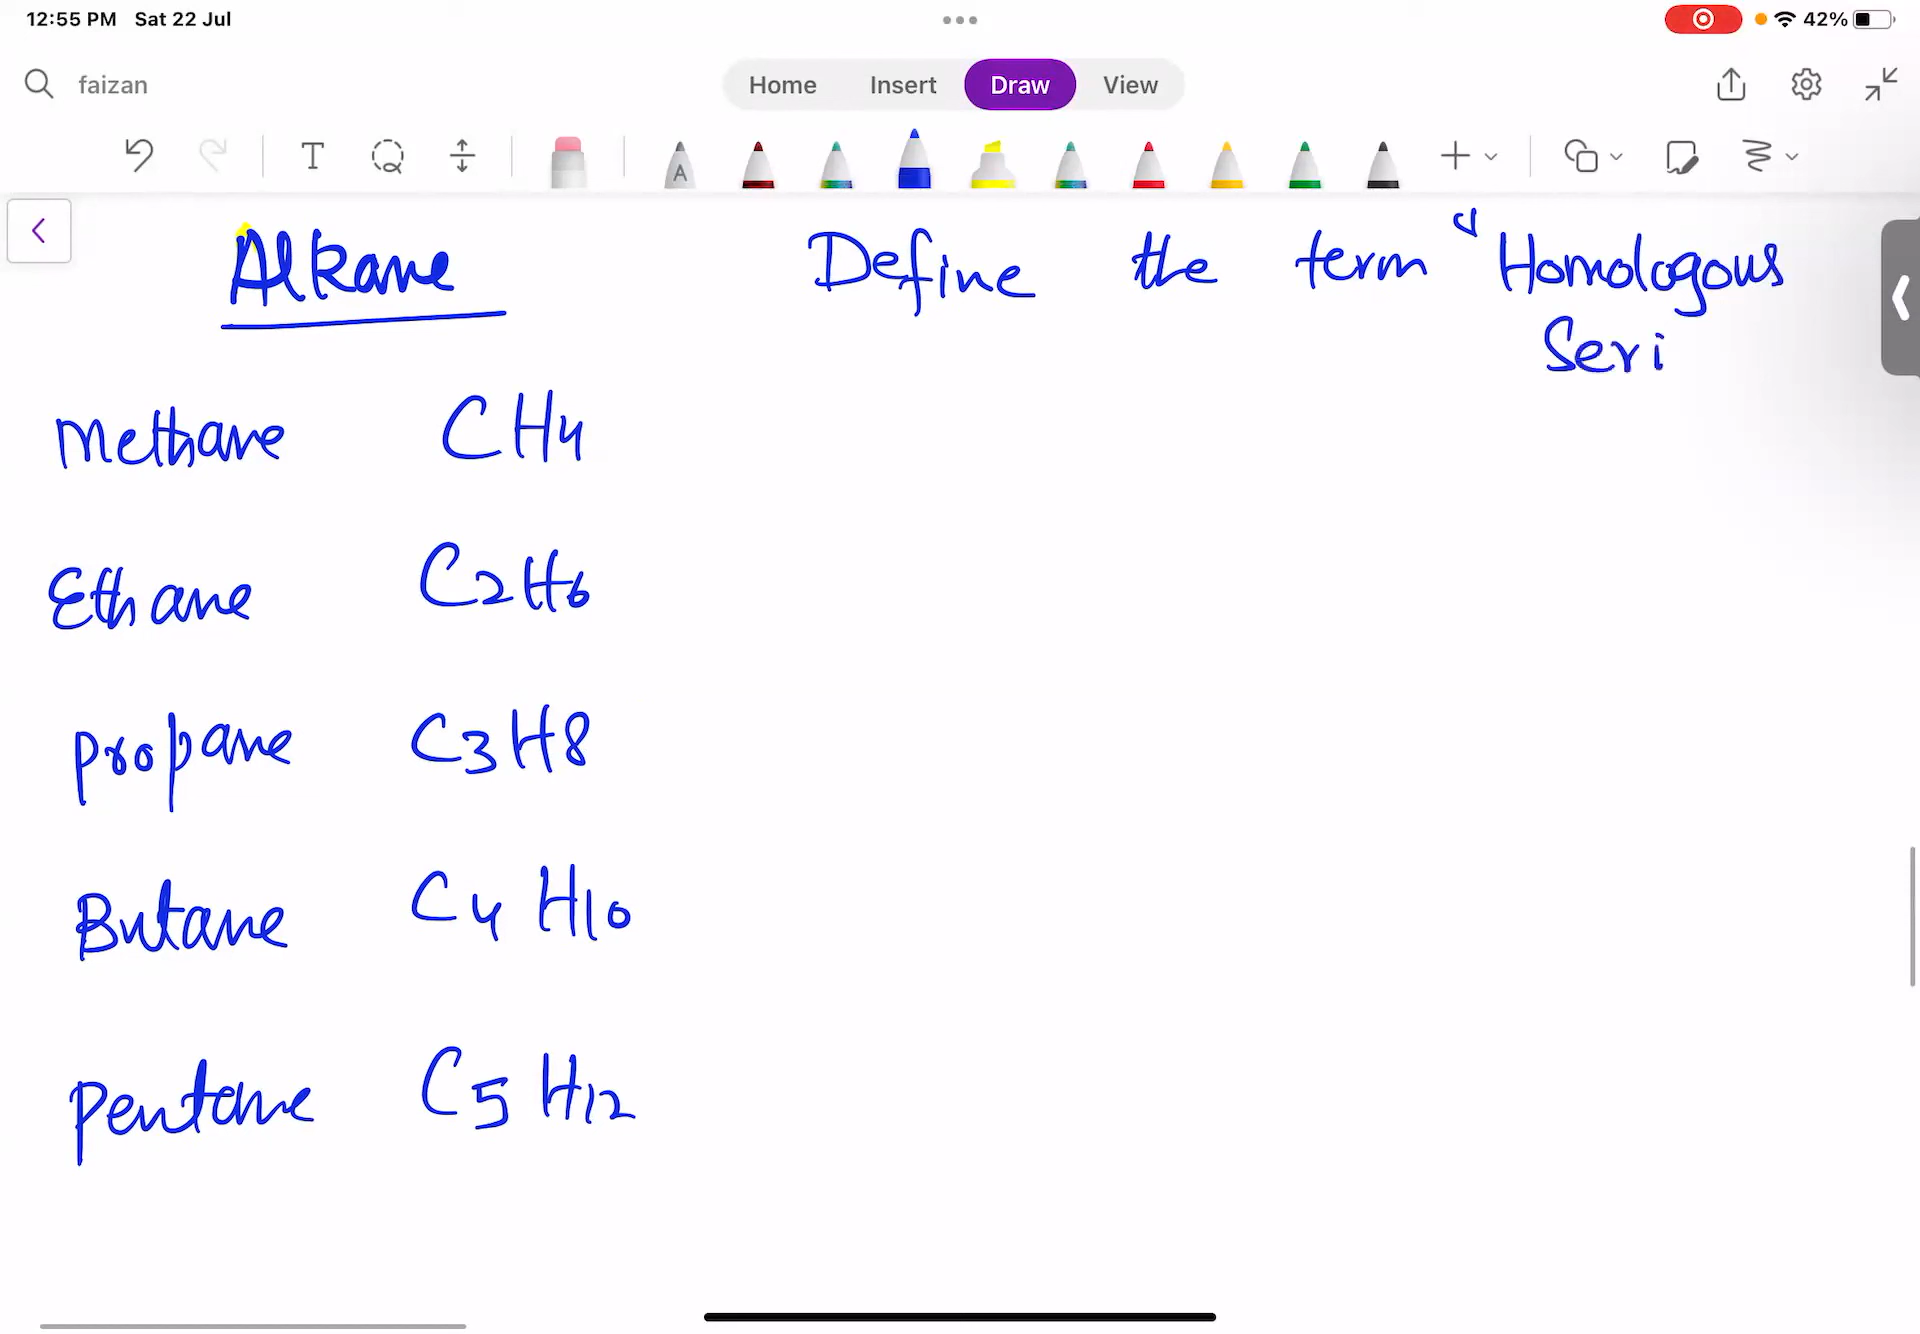 12:55 PM Sat 22 Jul
42%
faizan
Home Insert Draw View
T
A
Alkane
Define the term " Homologous
Seri
Methane CH4
Ethane C2H6
Propane C3H8
Butane C4H10
Pentane C5H12